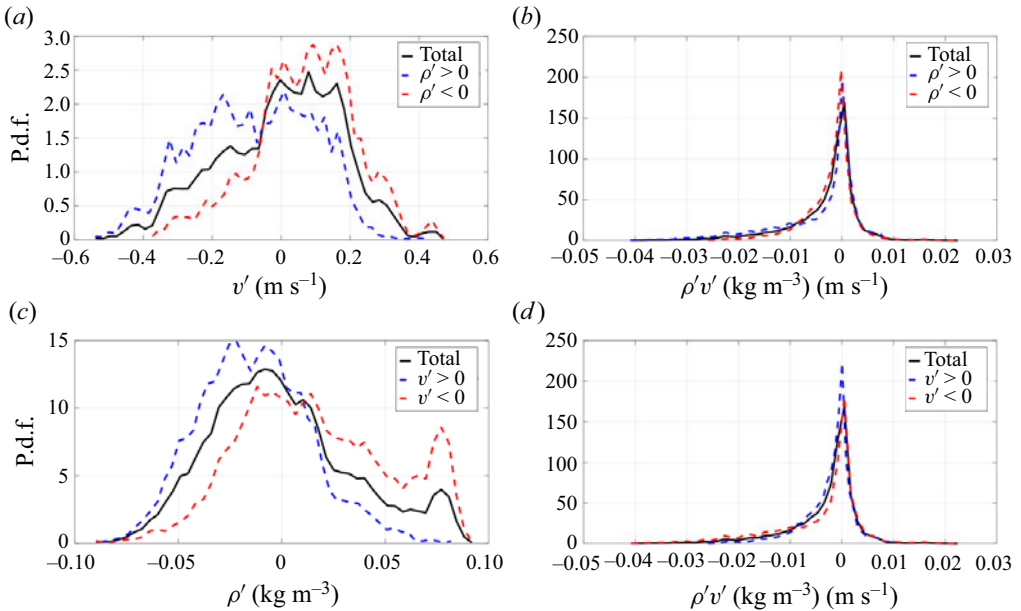 (a)
3.0
2.5
2.0
1.5
1.0
0.5
0
P.d.f.
Total
ρ′ > 0
ρ′ < 0
–0.6 –0.4 –0.2 0 0.2 0.4 0.6
v′ (m s–1)
(b)
250
200
150
100
50
0
Total
ρ′ > 0
ρ′ < 0
–0.05 –0.04 –0.03 –0.02 –0.01 0 0.01 0.02 0.03
ρ′v′ (kg m–3) (m s–1)
(c)
15
10
5
0
P.d.f.
Total
v′ > 0
v′ < 0
–0.10 –0.05 0 0.05 0.10
ρ′ (kg m–3)
(d)
250
200
150
100
50
0
Total
v′ > 0
v′ < 0
–0.05 –0.04 –0.03 –0.02 –0.01 0 0.01 0.02 0.03
ρ′v′ (kg m–3) (m s–1)